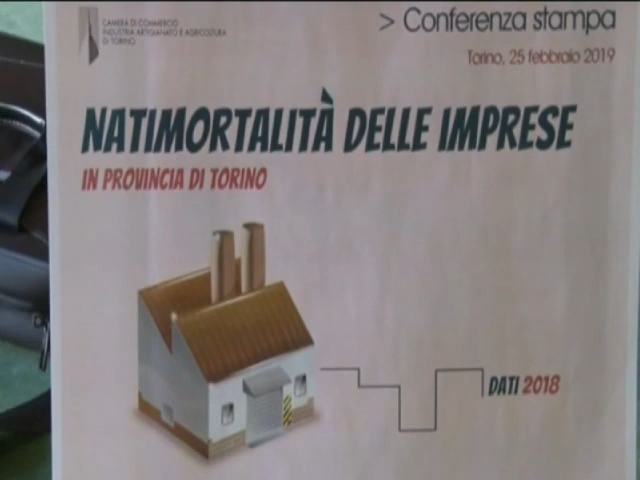 CAMERA DI COMMERCIO
INDUSTRIA ARTIGIANATO E AGRICOLTURA
DI TORINO
> Conferenza stampa
Torino, 25 febbraio 2019
NATIMORTALITÀ DELLE IMPRESE
IN PROVINCIA DI TORINO
DATI 2018